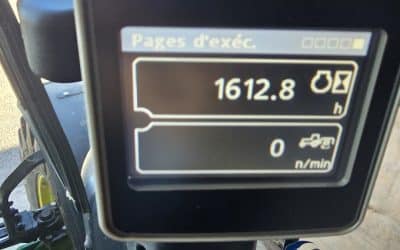 Pages d'exéc.
1612.8
h
0
n/min